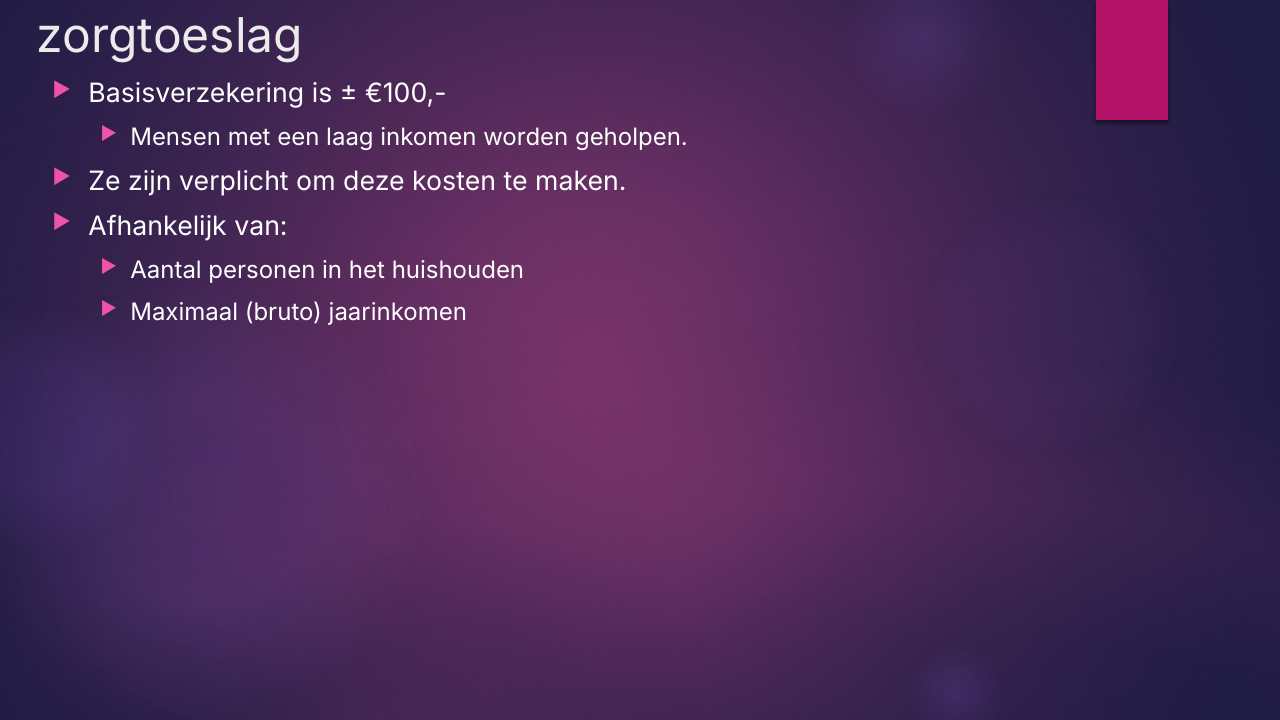 zorgtoeslag
Basisverzekering is ± €100,-
Mensen met een laag inkomen worden geholpen.
Ze zijn verplicht om deze kosten te maken.
Afhankelijk van:
Aantal personen in het huishouden
Maximaal (bruto) jaarinkomen